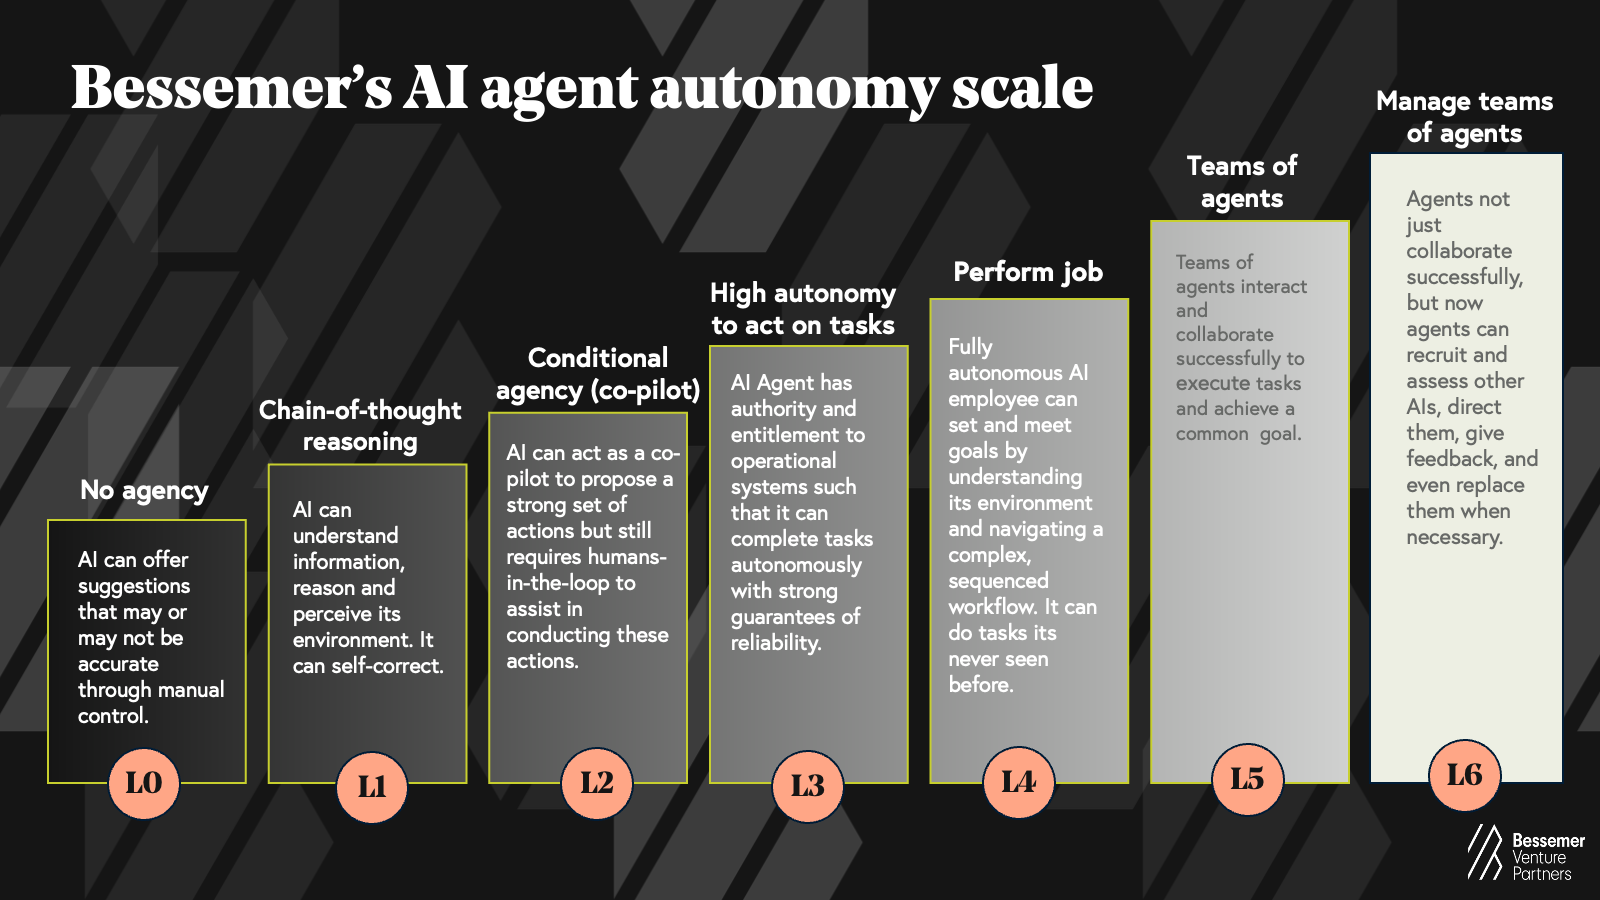 Bessemer’s AI agent autonomy scale
No agency
AI can offer
suggestions
that may or
may not be
accurate
through manual
control.
L0
Chain-of-thought
reasoning
AI can
understand
information,
reason and
perceive its
environment. It
can self-correct.
L1
Conditional
agency (co-pilot)
AI can act as a co-
pilot to propose a
strong set of
actions but still
requires humans-
in-the-loop to
assist in
conducting these
actions.
L2
High autonomy
to act on tasks
AI Agent has
authority and
entitlement to
operational
systems such
that it can
complete tasks
autonomously
with strong
guarantees of
reliability.
L3
Perform job
Fully
autonomous AI
employee can
set and meet
goals by
understanding
its environment
and navigating a
complex,
sequenced
workflow. It can
do tasks its
never seen
before.
L4
Teams of
agents
Teams of
agents interact
and
collaborate
successfully to
execute tasks
and achieve a
common goal.
L5
Manage teams
of agents
Agents not
just
collaborate
successfully,
but now
agents can
recruit and
assess other
AIs, direct
them, give
feedback, and
even replace
them when
necessary.
L6
Bessemer
Venture
Partners